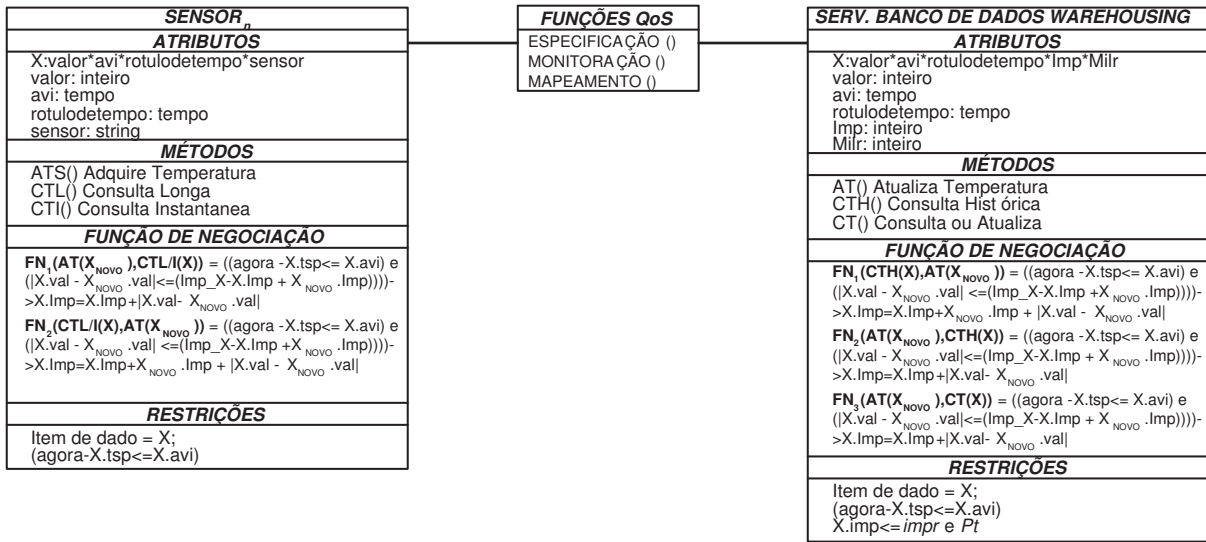 SENSOR n
ATRIBUTOS
X:valor*avi*rotulodetempo*sensor
valor: inteiro
avi: tempo
rotulodetempo: tempo
sensor: string
MÉTODOS
ATS() Adquire Temperatura
CTL() Consulta Longa
CTI() Consulta Instantanea
FUNÇÃO DE NEGOCIAÇÃO
FN1(AT(XNOVO ),CTL/I(X)) = ((agora -X.tsp<= X.avi) e
(|X.val - XNOVO .val|<=(Imp_X-X.Imp + X NOVO .Imp))))-
>X.Imp=X.Imp+|X.val- XNOVO .val|
FN2(CTL/I(X),AT(XNOVO )) = ((agora -X.tsp<= X.avi) e
(|X.val - XNOVO .val| <=(Imp_X-X.Imp +X NOVO .Imp))))-
>X.Imp=X.Imp+XNOVO .Imp + |X.val - XNOVO .val|
RESTRIÇÕES
Item de dado = X;
(agora-X.tsp<=X.avi)
FUNÇÕES QoS
ESPECIFICAÇÃO ()
MONITORAÇÃO ()
MAPEAMENTO ()
SERV. BANCO DE DADOS WAREHOUSING
ATRIBUTOS
X:valor*avi*rotulodetempo*Imp*Milr
valor: inteiro
avi: tempo
rotulodetempo: tempo
Imp: inteiro
Milr: inteiro
MÉTODOS
AT() Atualiza Temperatura
CTH() Consulta Hist órica
CT() Consulta ou Atualiza
FUNÇÃO DE NEGOCIAÇÃO
FN1(CTH(X),AT(XNOVO )) = ((agora -X.tsp<= X.avi) e
(|X.val - XNOVO .val| <=(Imp_X-X.Imp +X NOVO .Imp))))-
>X.Imp=X.Imp+XNOVO .Imp + |X.val - XNOVO .val|
FN2(AT(XNOVO ),CTH(X)) = ((agora -X.tsp<= X.avi) e
(|X.val - XNOVO .val|<=(Imp_X-X.Imp + X NOVO .Imp))))-
>X.Imp=X.Imp+|X.val- XNOVO .val|
FN3(AT(XNOVO ),CT(X)) = ((agora -X.tsp<= X.avi) e
(|X.val - XNOVO .val|<=(Imp_X-X.Imp + X NOVO .Imp))))-
>X.Imp=X.Imp+|X.val- XNOVO .val|
RESTRIÇÕES
Item de dado = X;
(agora-X.tsp<=X.avi)
X.imp<=impr e Pt